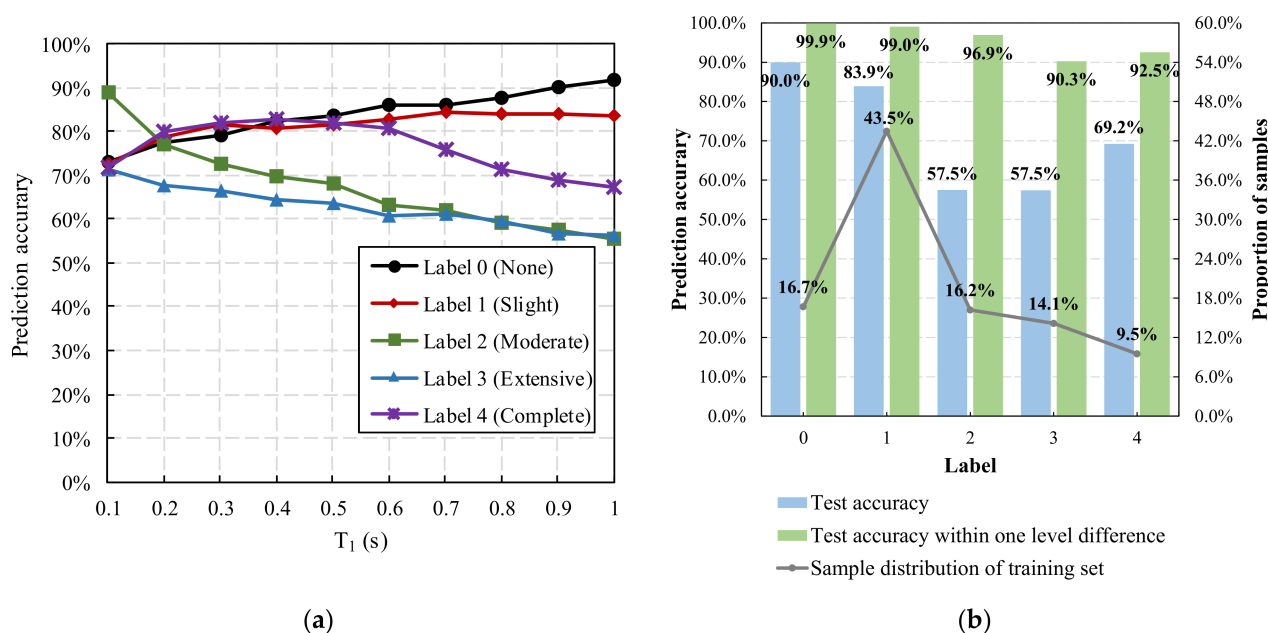 100%
90%
80%
70%
60%
50%
40%
30%
20%
10%
0%
Prediction accurary
0.1 0.2 0.3 0.4 0.5 0.6 0.7 0.8 0.9 1
T1 (s)
Label 0 (None)
Label 1 (Slight)
Label 2 (Moderate)
Label 3 (Extensive)
Label 4 (Complete)
(a)
100.0%
90.0%
80.0%
70.0%
60.0%
50.0%
40.0%
30.0%
20.0%
10.0%
0.0%
Prediction accurary
90.0% 99.9% 83.9% 99.0% 57.5% 96.9% 57.5% 90.3% 69.2% 92.5%
16.7% 43.5% 16.2% 14.1% 9.5%
60.0%
54.0%
48.0%
42.0%
36.0%
30.0%
24.0%
18.0%
12.0%
6.0%
0.0%
Proportion of samples
0 1 2 3 4
Label
Test accuracy
Test accuracy within one level difference
Sample distribution of training set
(b)